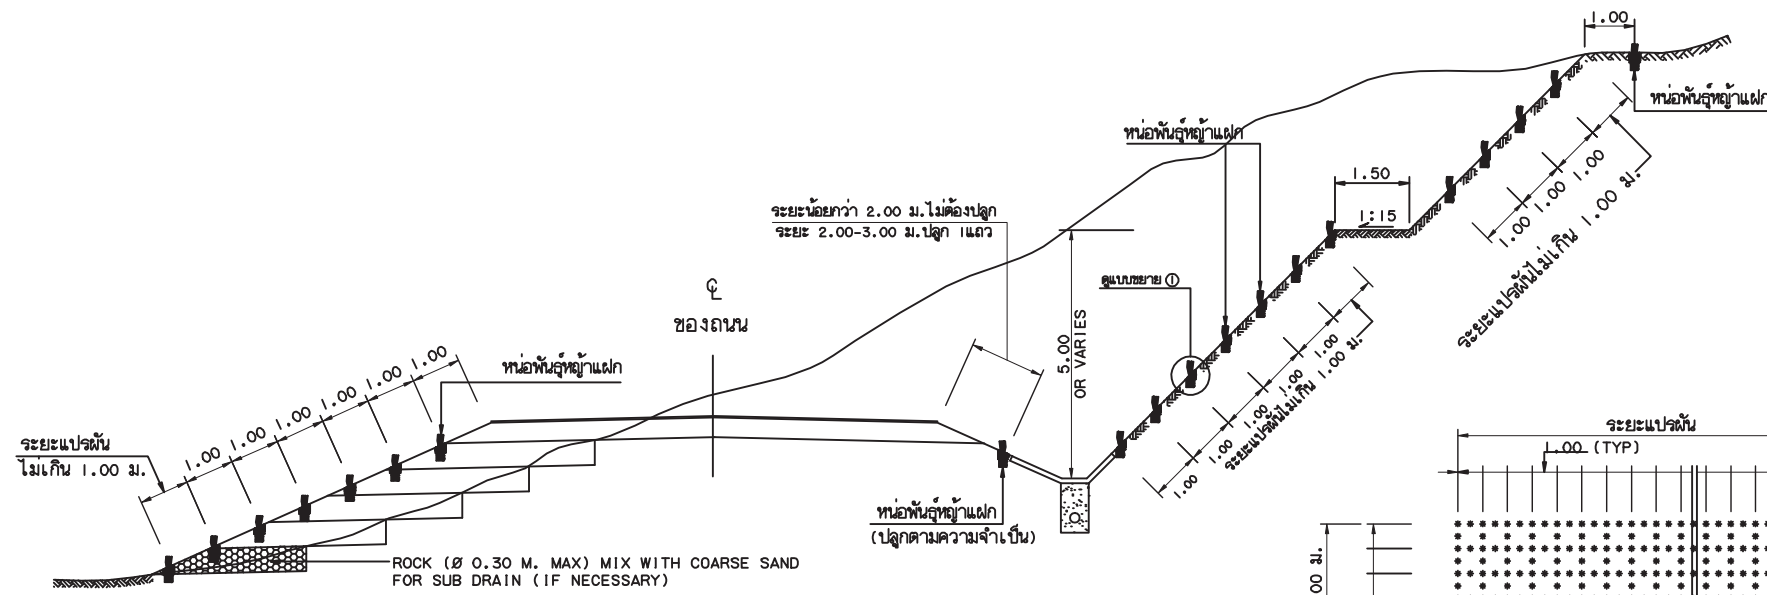 1.00
หน่อพันธุ์หญ้าแฝก
หน่อพันธุ์หญ้าแฝก
1.50
1:15
1.00 1.00 1.00
ระยะแปรผันไม่เกิน 1.00 ม.
ระยะน้อยกว่า 2.00 ม.ไม่ต้องปลูก
ระยะ 2.00-3.00 ม.ปลูก 1แถว
ดูแบบขยาย ①
5.00
OR VARIES
℄
ของถนน
1.00 1.00 1.00 1.00 1.00 1.00
หน่อพันธุ์หญ้าแฝก
ระยะแปรผัน
ไม่เกิน 1.00 ม.
1.00 1.00 1.00 1.00 1.00
ระยะแปรผันไม่เกิน 1.00 ม.
หน่อพันธุ์หญ้าแฝก
(ปลูกตามความจำเป็น)
ROCK (Ø 0.30 M. MAX) MIX WITH COARSE SAND
FOR SUB DRAIN (IF NECESSARY)
ระยะแปรผัน
1.00 (TYP)
00 ม.